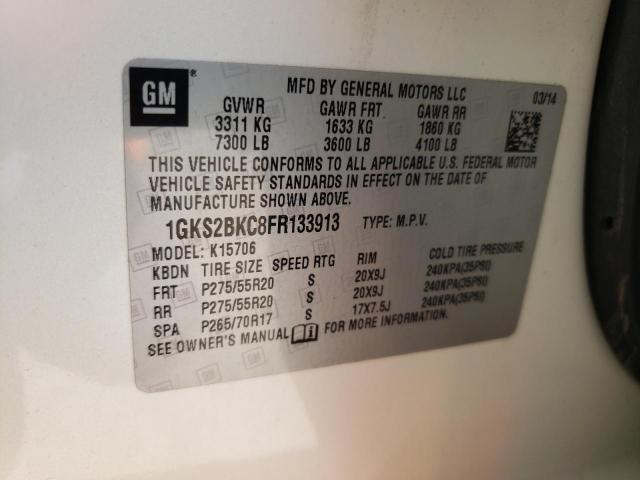 GM ®
MFD BY GENERAL MOTORS LLC
03/14
GVWR GAWR FRT GAWR RR
3311 KG 1633 KG 1860 KG
7300 LB 3600 LB 4100 LB
THIS VEHICLE CONFORMS TO ALL APPLICABLE U.S. FEDERAL MOTOR
VEHICLE SAFETY STANDARDS IN EFFECT ON THE DATE OF
MANUFACTURE SHOWN ABOVE.
1GKS2BKC8FR133913 TYPE: M.P.V.
MODEL: K15706
KBDN TIRE SIZE SPEED RTG RIM COLD TIRE PRESSURE
FRT P275/55R20 S 20X9J 240KPA(35PSI)
RR P275/55R20 S 20X9J 240KPA(35PSI)
SPA P265/70R17 S 17X7.5J 240KPA(35PSI)
SEE OWNER'S MANUAL FOR MORE INFORMATION.